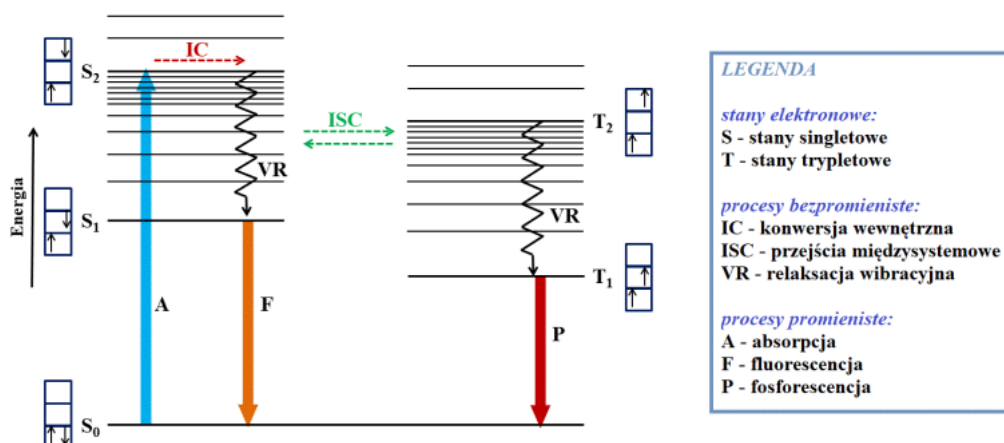 IC
S₂
ISC
T₂
VR
Energia
S₁
VR
T₁
A
F
P
S₀
LEGENDA
stany elektronowe:
S - stany singletowe
T - stany trypletowe
procesy bezpromieniste:
IC - konwersja wewnętrzna
ISC - przejścia międzysystemowe
VR - relaksacja wibracyjna
procesy promieniste:
A - absorpcja
F - fluorescencja
P - fosforescencja